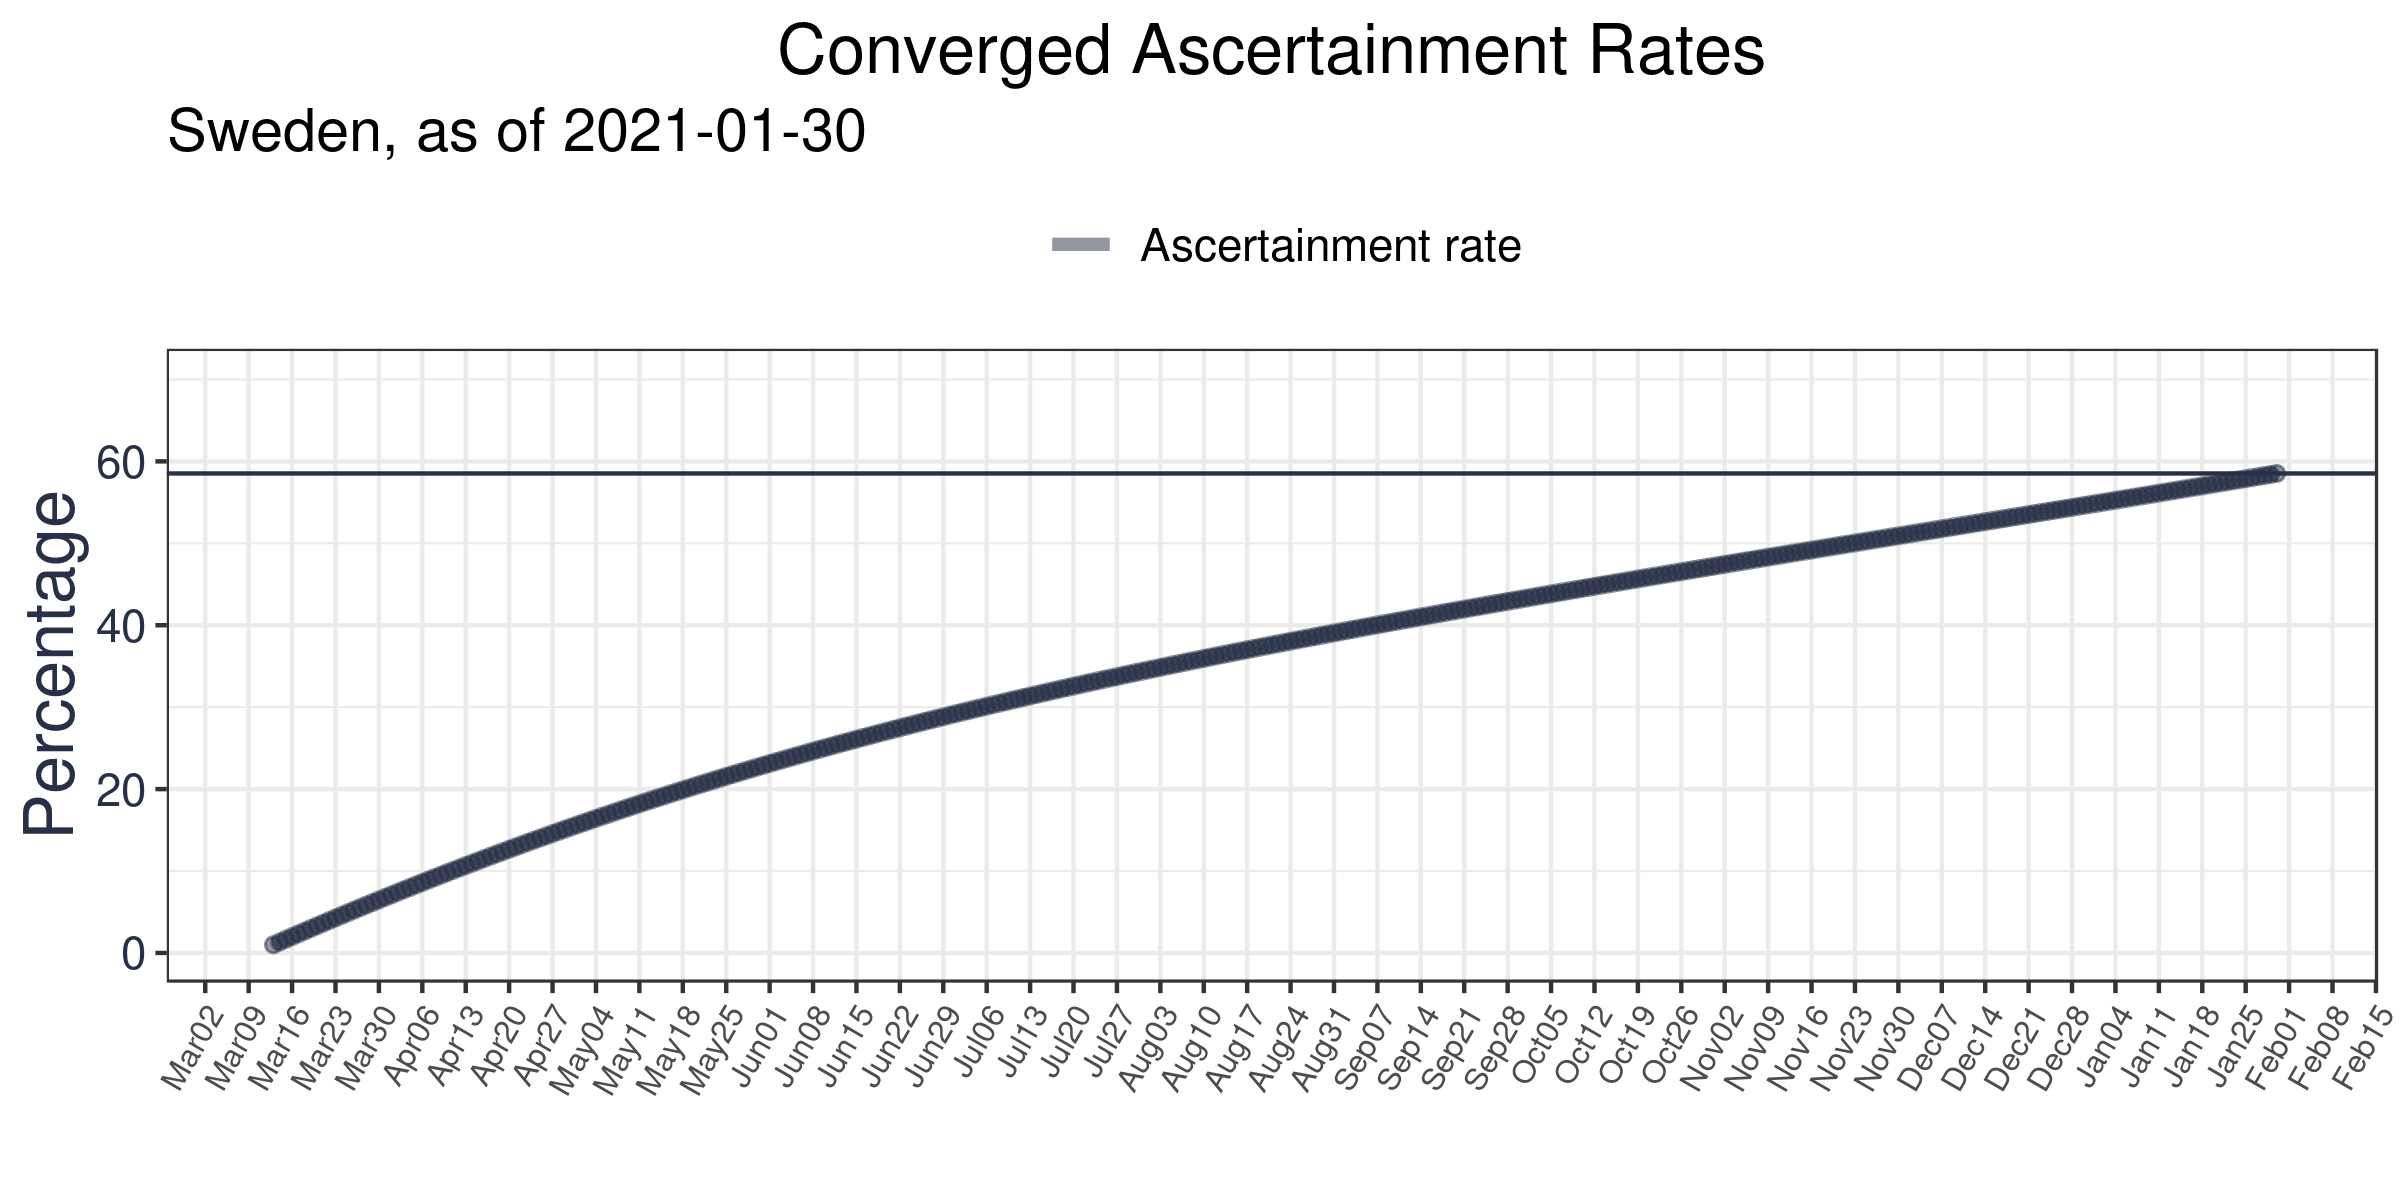 Converged Ascertainment Rates
Sweden, as of 2021-01-30
Ascertainment rate
Percentage
60
40
20
0
Mar02 Mar09 Mar16 Mar23 Mar30 Apr06 Apr13 Apr20 Apr27 May04 May11 May18 May25 Jun01 Jun08 Jun15 Jun22 Jun29 Jul06 Jul13 Jul20 Jul27 Aug03 Aug10 Aug17 Aug24 Aug31 Sep07 Sep14 Sep21 Sep28 Oct05 Oct12 Oct19 Oct26 Nov02 Nov09 Nov16 Nov23 Nov30 Dec07 Dec14 Dec21 Dec28 Jan04 Jan11 Jan18 Jan25 Feb01 Feb08 Feb15